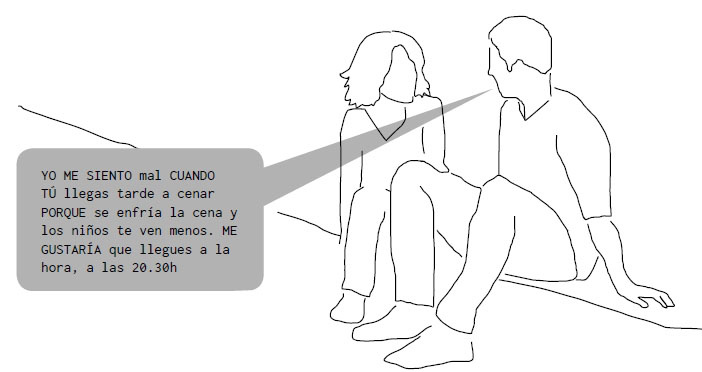 YO ME SIENTO mal CUANDO
TÚ llegas tarde a cenar
PORQUE se enfría la cena y
los niños te ven menos. ME
GUSTARÍA que llegues a la
hora, a las 20.30h